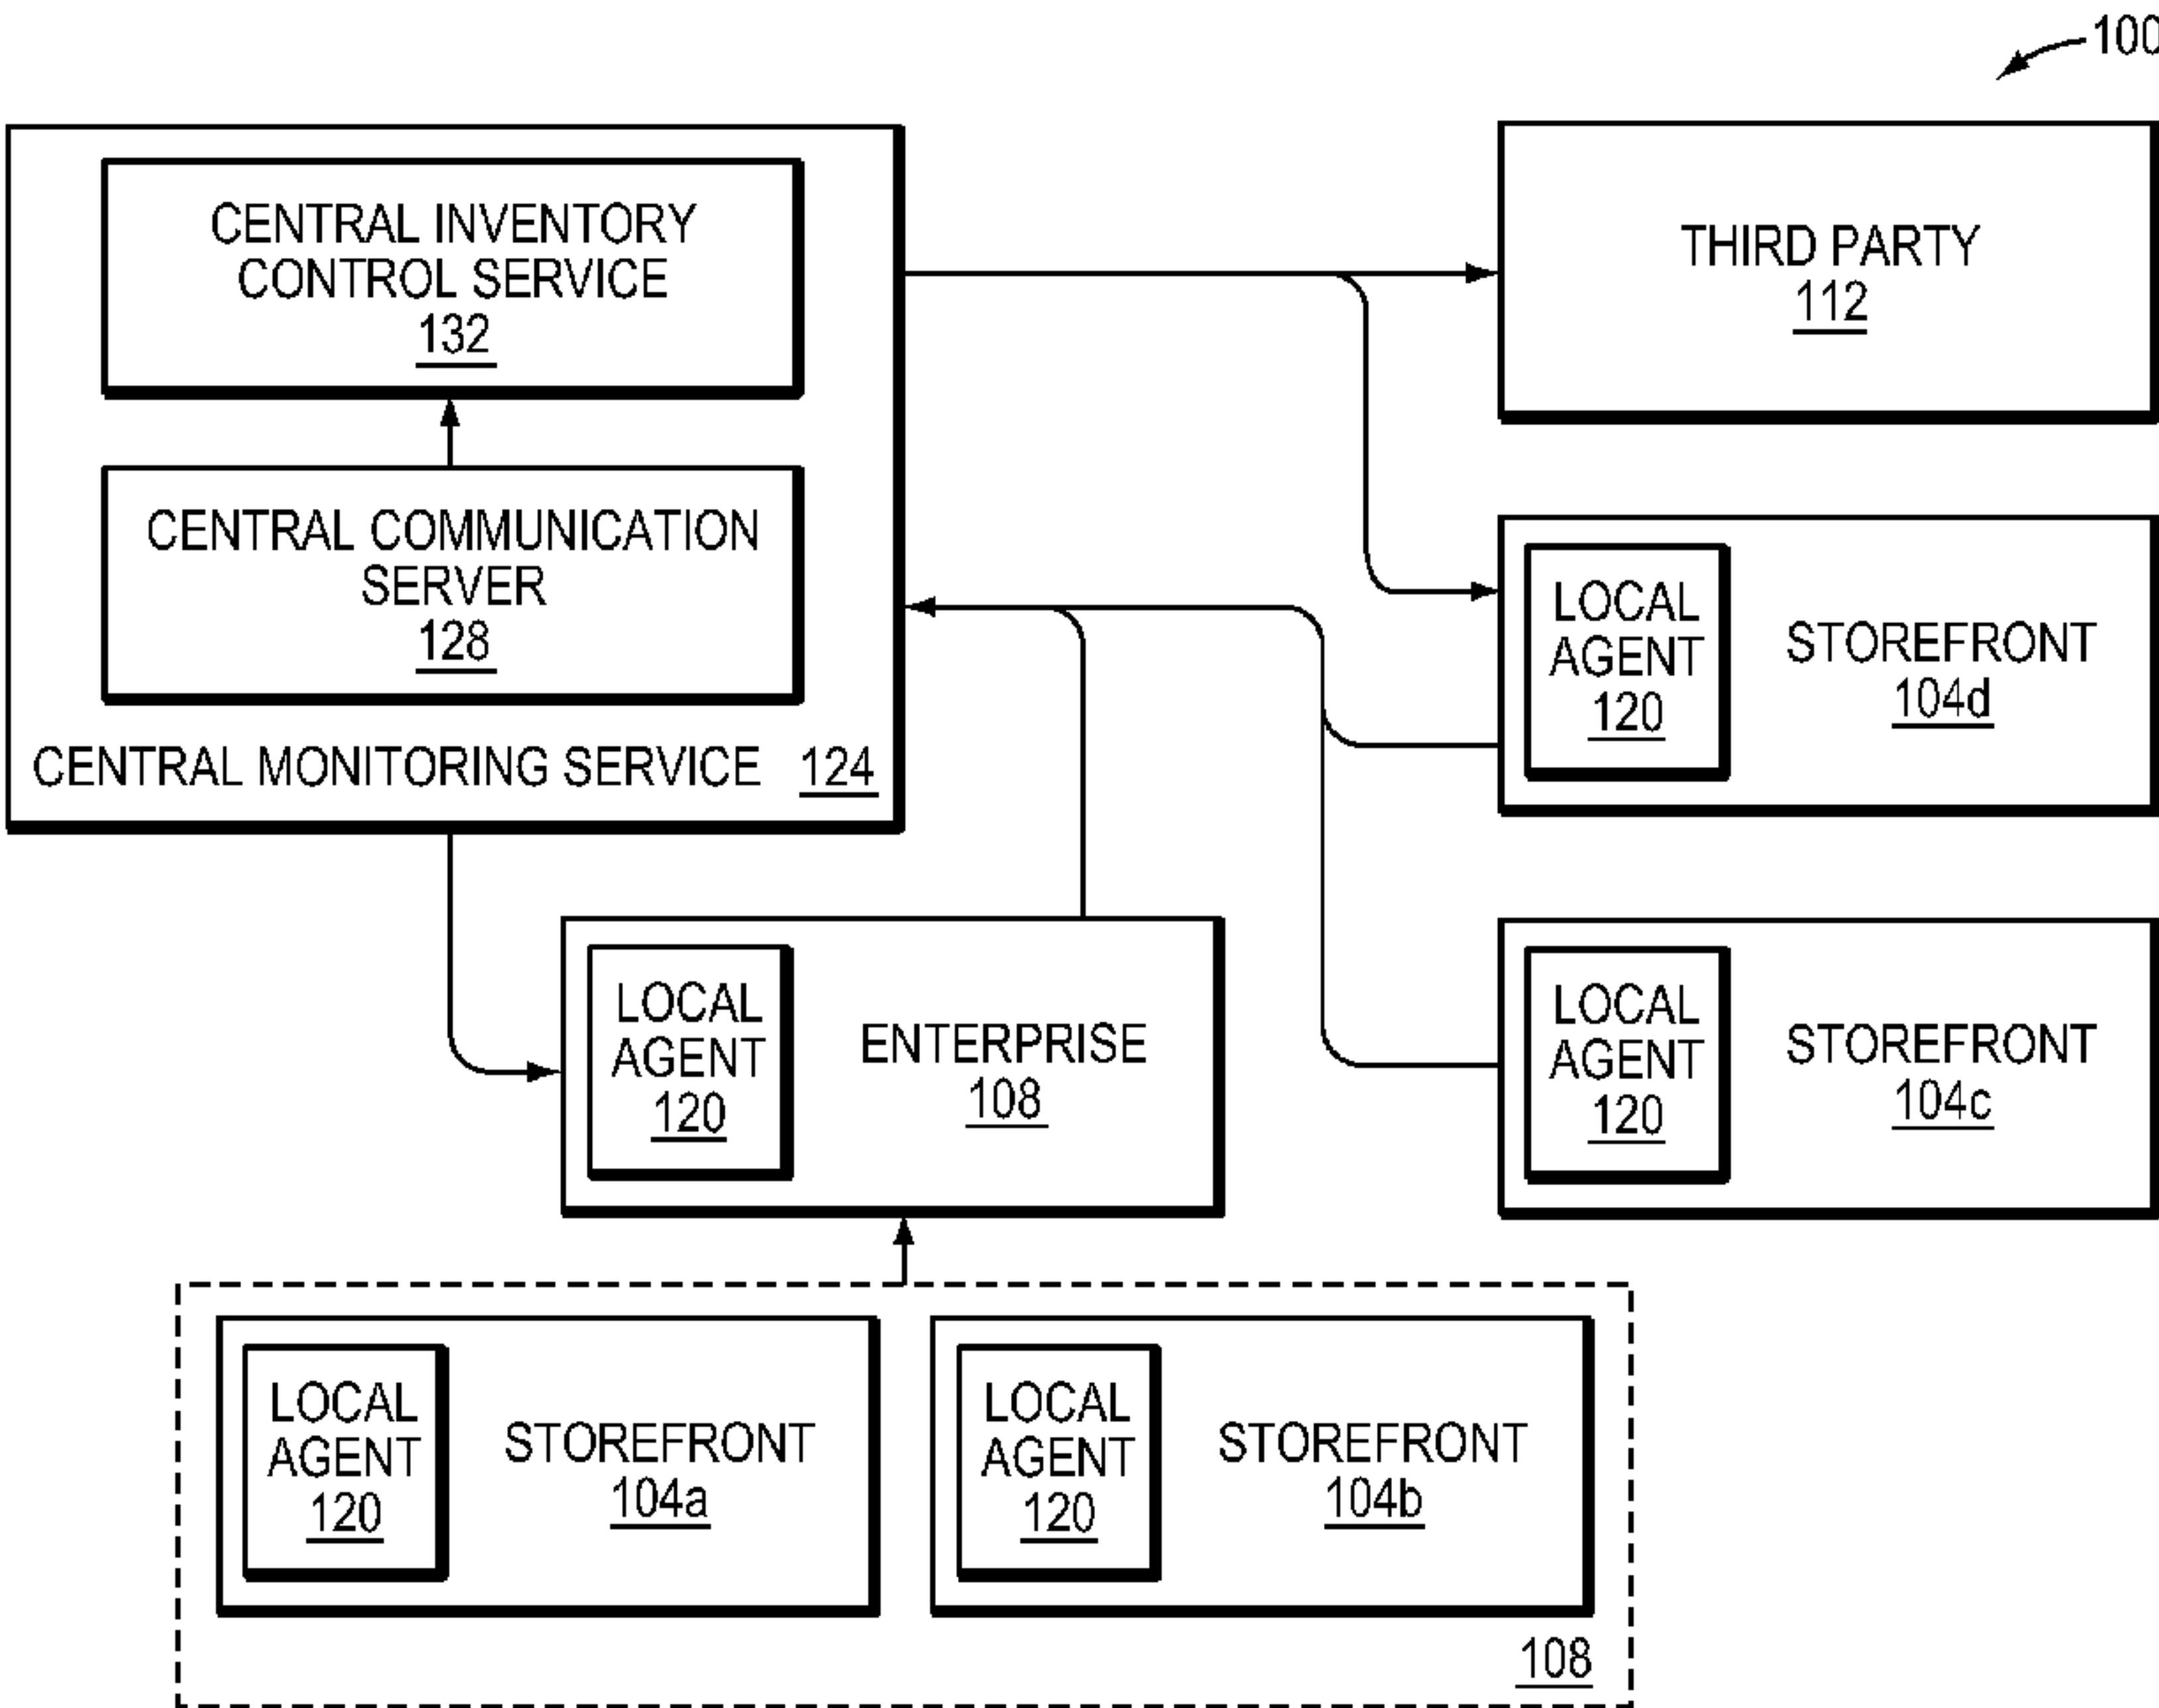 100
CENTRAL INVENTORY
CONTROL SERVICE
132
CENTRAL COMMUNICATION
SERVER
128
CENTRAL MONITORING SERVICE 124
THIRD PARTY
112
LOCAL
AGENT
120
STOREFRONT
104d
LOCAL
AGENT
120
ENTERPRISE
108
LOCAL
AGENT
120
STOREFRONT
104c
LOCAL
AGENT
120
STOREFRONT
104a
LOCAL
AGENT
120
STOREFRONT
104b
108